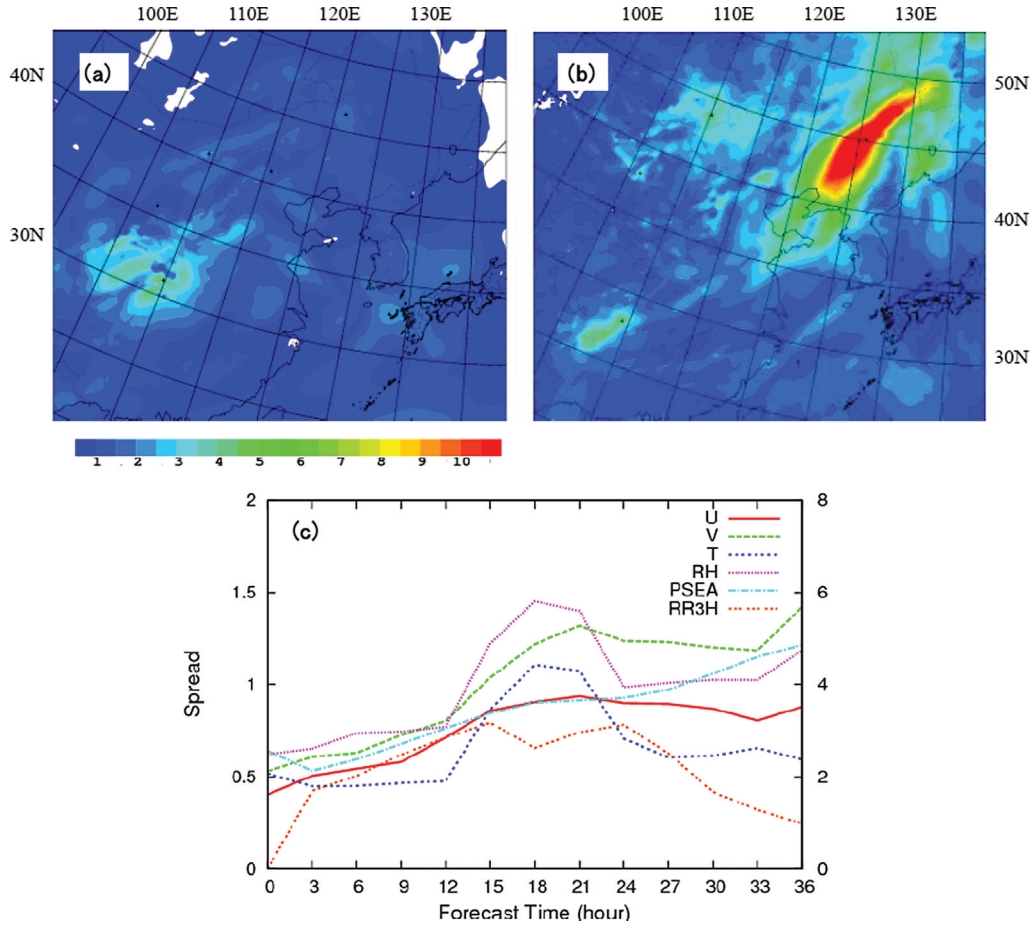 100E 110E 120E 130E
100E 110E 120E 130E
40N
(a)
(b)
50N
30N
40N
30N
1 . 2 . 3 . 4 . 5 . 6 . 7 . 8 . 9 . 10 .
2
(c)
8
U
V
T
1.5
RH
6
PSEA
RR3H
Spread
1
4
0.5
2
0
0
0 3 6 9 12 15 18 21 24 27 30 33 36
Forecast Time (hour)